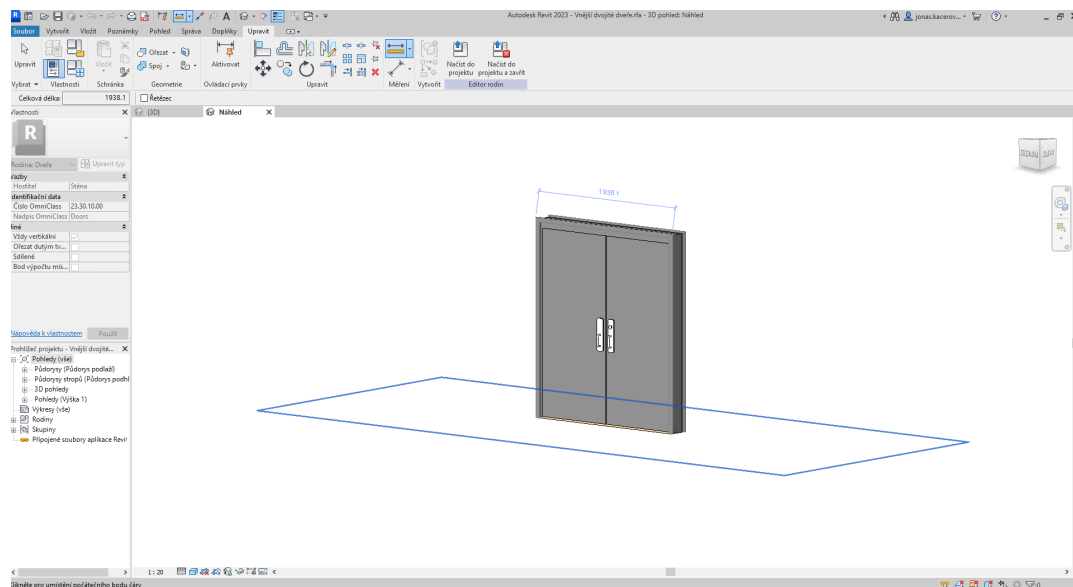 Autodesk Revit 2023 - Vnější dvojité dveře.rfa - 3D pohled: Náhled
jonas.kacerov...
Soubor Vytvořit Vložit Poznámky Pohled Správa Doplňky Upravit
Upravit
Vložit
Ořezat
Spoj
Aktivovat
Načíst do projektu
Načíst do projektu a zavřít
Vybrat Vlastnosti Schránka Geometrie Ovládací prvky Upravit Měření Vytvořit Editor rodin
Celková délka: 1938.1 Řetězec
Vlastnosti
{3D}
Náhled
R
Rodina: Dveře Upravit typ
Vazby
Hostitel Stěna
Identifikační data
Číslo OmniClass 23.30.10.00
Nadpis OmniClass Doors
Jiné
Vždy vertikální
Ořezat dutým tv...
Sdílené
Bod výpočtu mís...
Nápověda k vlastnostem Použít
Prohlížeč projektu - Vnější dvojité...
Pohledy (vše)
Půdorysy (Půdorys podlaží)
Půdorysy stropů (Půdorys podhl
3D pohledy
Pohledy (Výška 1)
Výkresy (vše)
Rodiny
Skupiny
Připojené soubory aplikace Revit
1938.1
ZEZADU
1 : 20
Klikněte pro umístění počátečního bodu čáry
:0